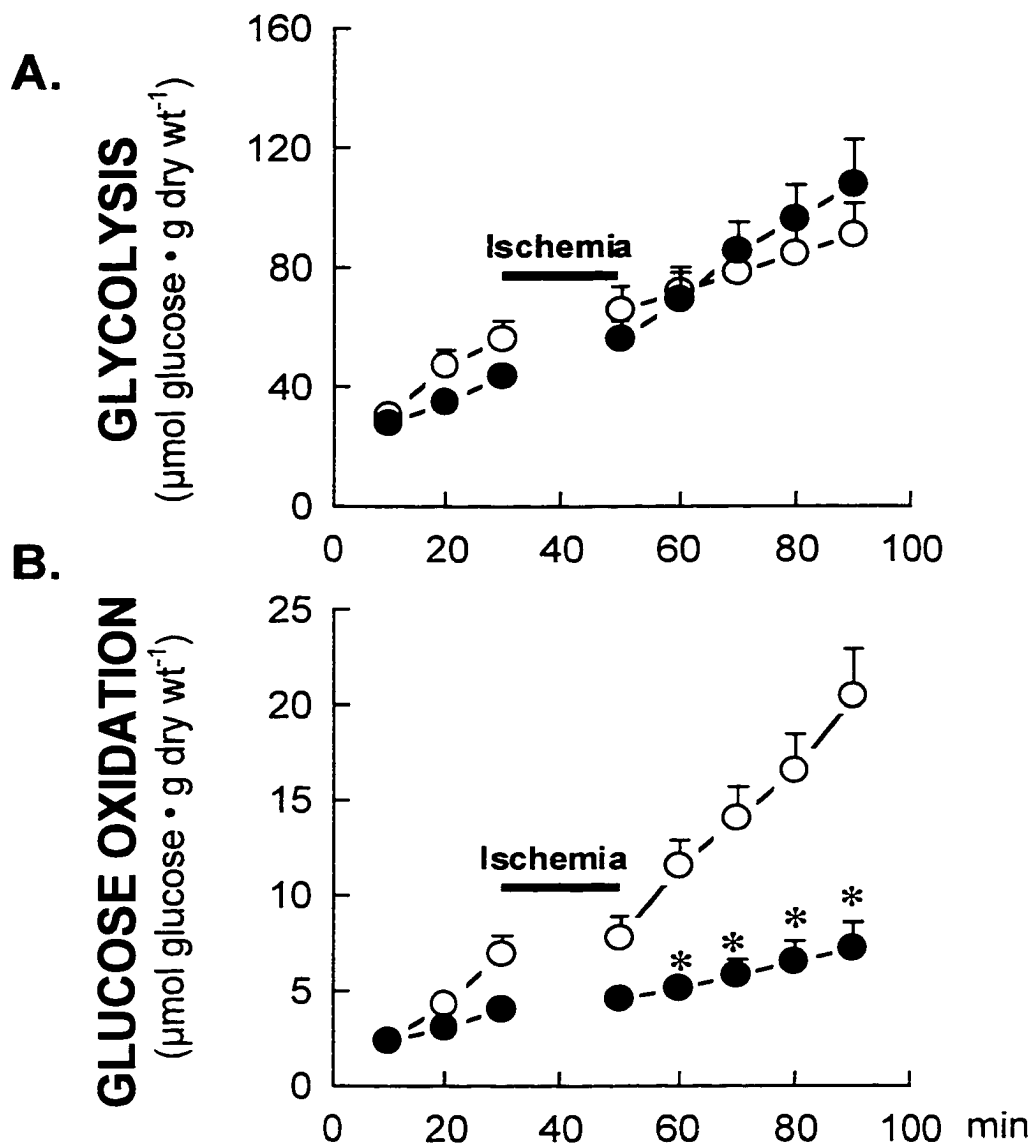 A.
GLYCOLYSIS
(µmol glucose • g dry wt⁻¹)
160
120
80
40
0
Ischemia
0 20 40 60 80 100
B.
GLUCOSE OXIDATION
(µmol glucose • g dry wt⁻¹)
25
20
15
10
5
0
Ischemia
* * * *
0 20 40 60 80 100 min